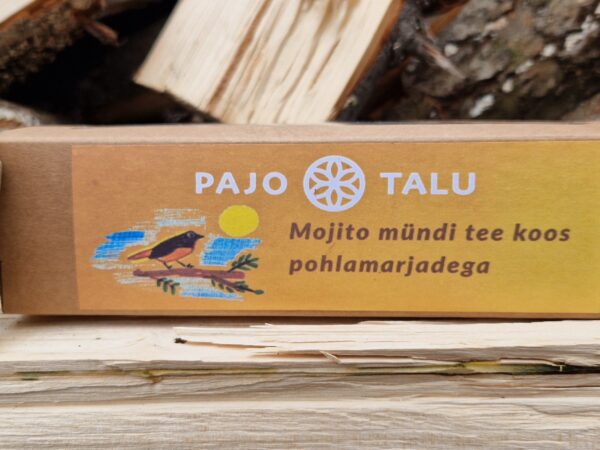 PAJO TALU
Mojito mündi tee koos
pohlamarjadega